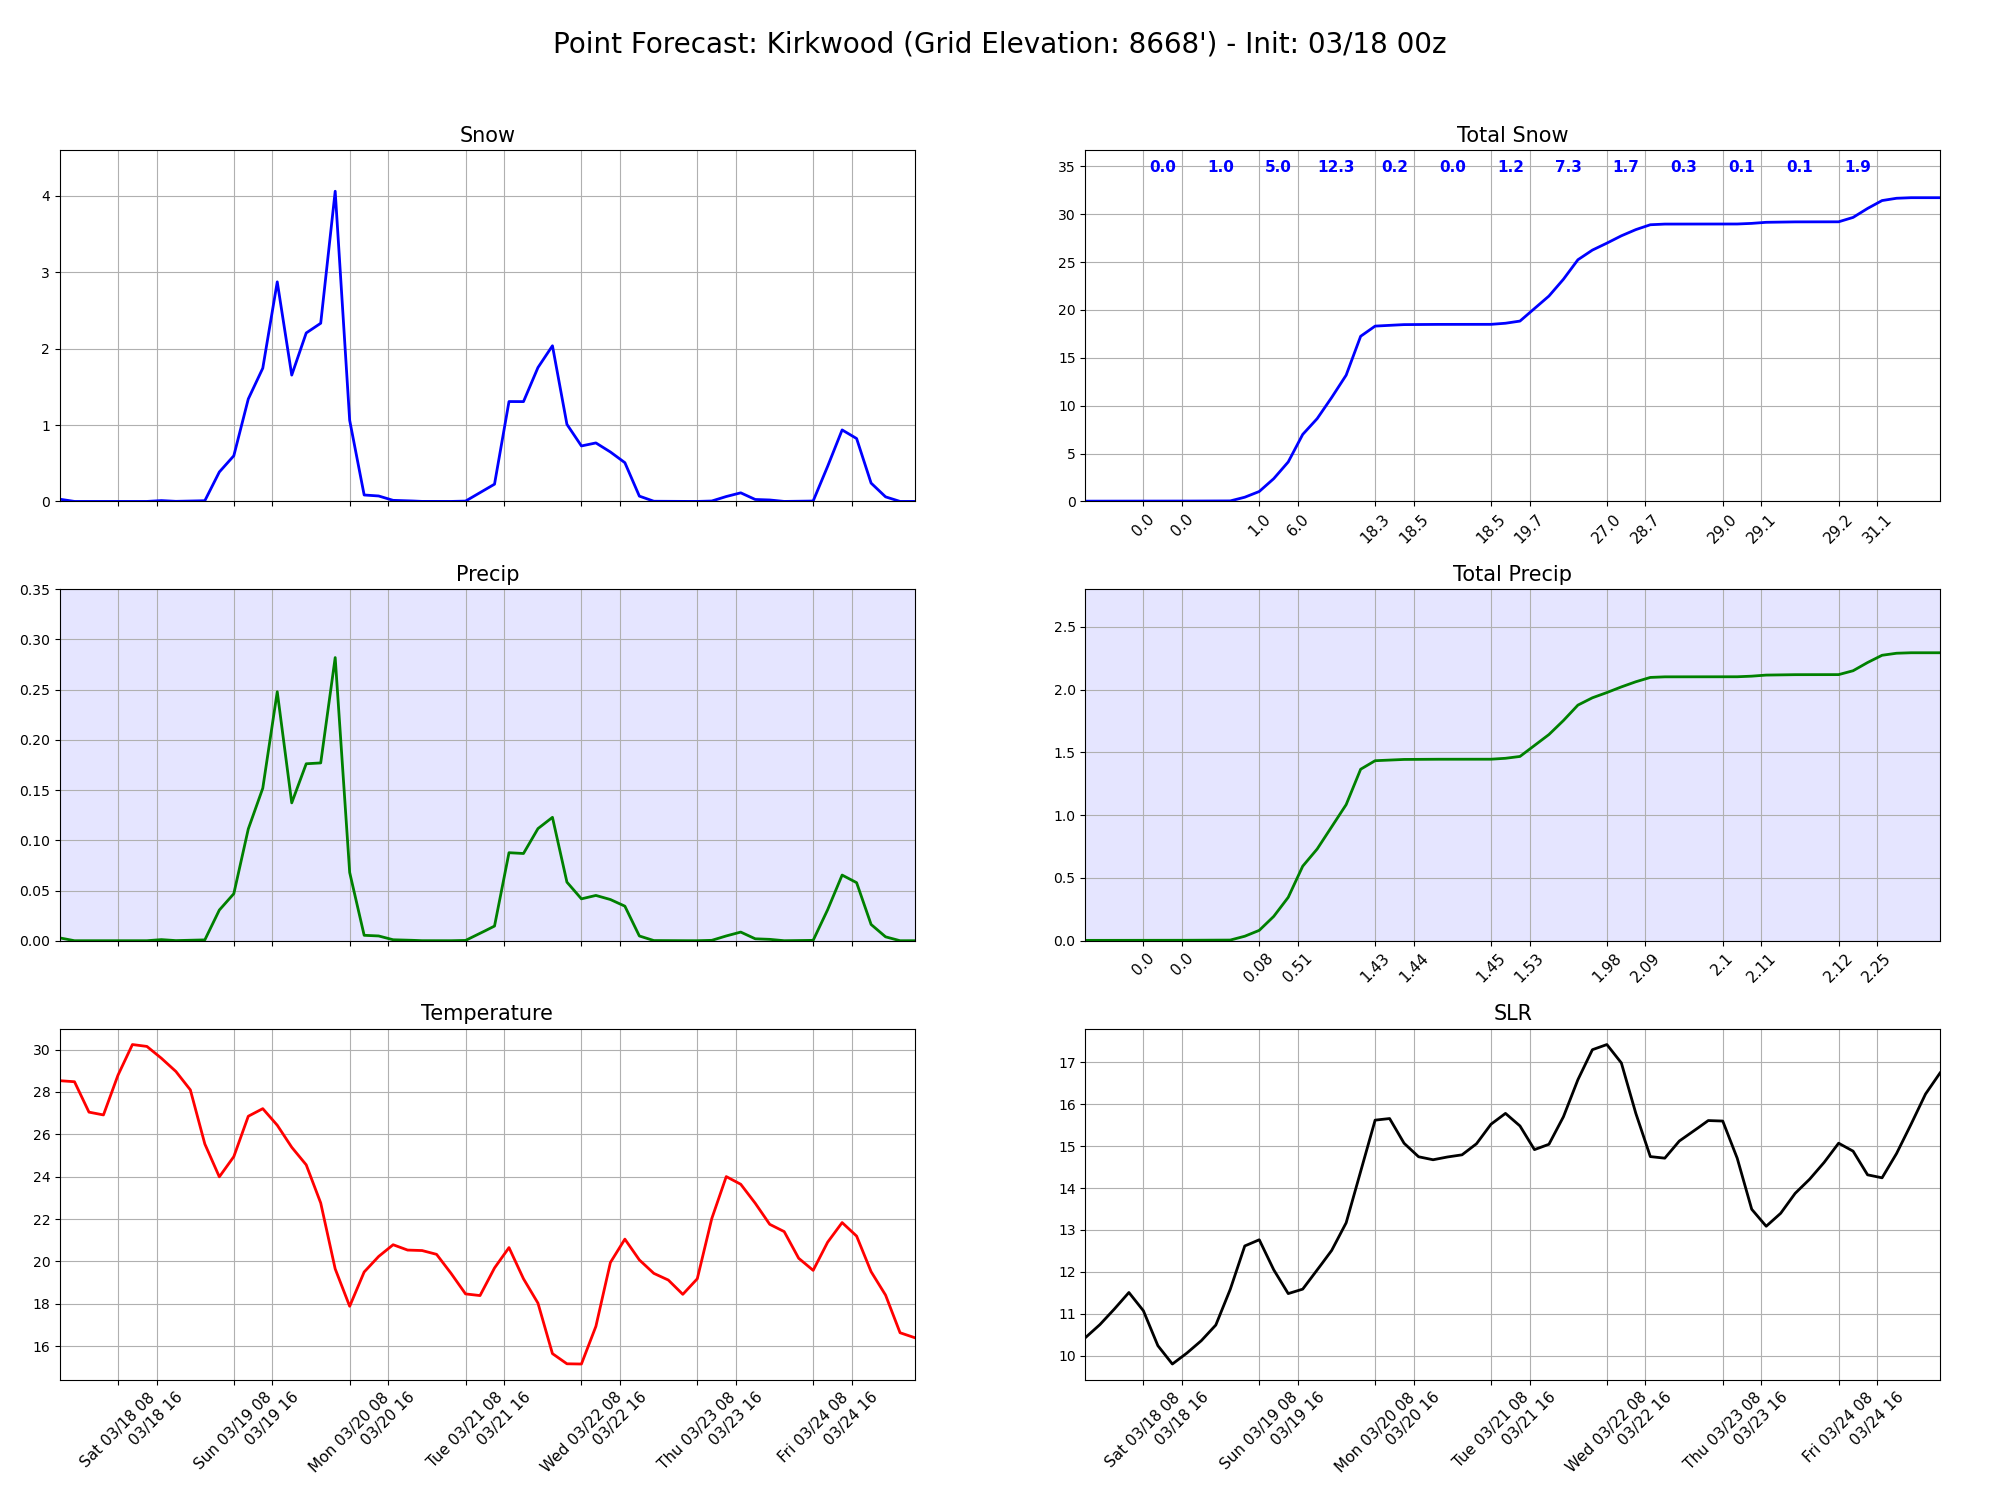 Point Forecast: Kirkwood (Grid Elevation: 8668') - Init: 03/18 00z
Snow
4
3
2
1
0
Total Snow
0.0 1.0 5.0 12.3 0.2 0.0 1.2 7.3 1.7 0.3 0.1 0.1 1.9
35
30
25
20
15
10
5
0
0.0 0.0 1.0 6.0 18.3 18.5 18.5 19.7 27.0 28.7 29.0 29.1 29.2 31.1
Precip
0.35
0.30
0.25
0.20
0.15
0.10
0.05
0.00
Total Precip
2.5
2.0
1.5
1.0
0.5
0.0
0.0 0.0 0.08 0.51 1.43 1.44 1.45 1.53 1.98 2.09 2.1 2.11 2.12 2.25
Temperature
30
28
26
24
22
20
18
16
Sat 03/18 08
03/18 16
Sun 03/19 08
03/19 16
Mon 03/20 08
03/20 16
Tue 03/21 08
03/21 16
Wed 03/22 08
03/22 16
Thu 03/23 08
03/23 16
Fri 03/24 08
03/24 16
SLR
17
16
15
14
13
12
11
10
Sat 03/18 08
03/18 16
Sun 03/19 08
03/19 16
Mon 03/20 08
03/20 16
Tue 03/21 08
03/21 16
Wed 03/22 08
03/22 16
Thu 03/23 08
03/23 16
Fri 03/24 08
03/24 16